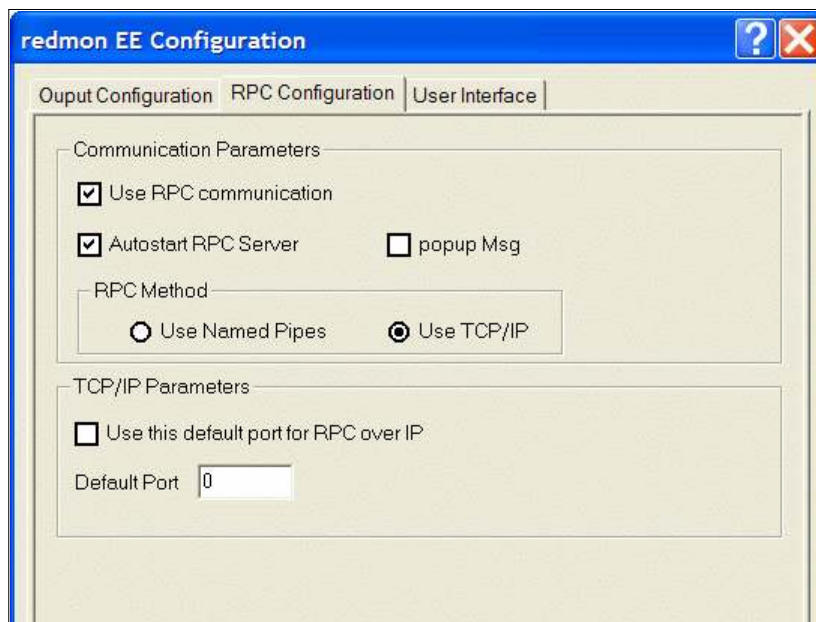 redmon EE Configuration
Ouput Configuration RPC Configuration User Interface
Communication Parameters
Use RPC communication
Autostart RPC Server popup Msg
RPC Method
Use Named Pipes Use TCP/IP
TCP/IP Parameters
Use this default port for RPC over IP
Default Port 0